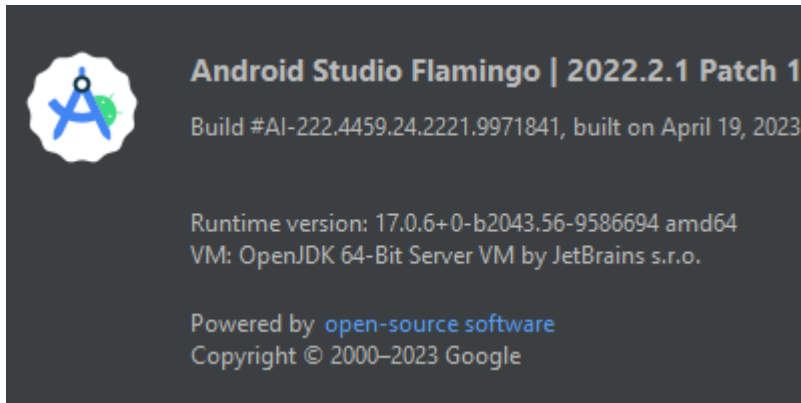 Android Studio Flamingo | 2022.2.1 Patch 1
Build #AI-222.4459.24.2221.9971841, built on April 19, 2023
Runtime version: 17.0.6+0-b2043.56-9586694 amd64
VM: OpenJDK 64-Bit Server VM by JetBrains s.r.o.
Powered by open-source software
Copyright © 2000–2023 Google